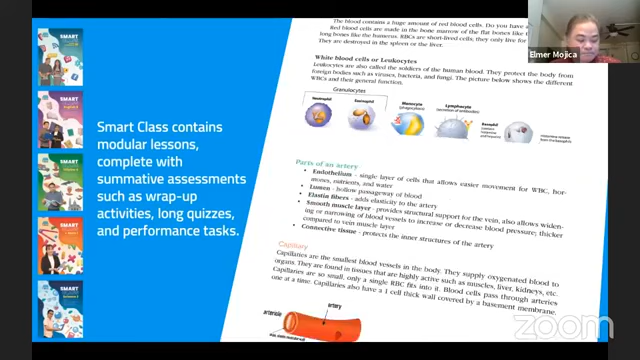 The blood contains a huge amount of red blood cells. Do you have
Red blood cells are made in the bone marrow of the flat bones like
long bones like the humerus. RBCs are short-lived cells; they only live for
They are destroyed in the spleen or the liver.
Elmer Mojica
White blood cells or Leukocytes
Leukocytes are also called the soldiers of the human blood. They protect the body from
foreign bodies such as viruses, bacteria, and fungi. The picture below shows the different
WBCs and their general function.
Granulocytes
Neutrophil
Eosinophil
Monocyte
(phagocytosis)
Lymphocyte
(secretion of antibodies)
Basophil
SMART
SMART
SMART
SMART
SMART
Smart Class contains
modular lessons,
complete with
summative assessments
such as wrap-up
activities, long quizzes,
and performance tasks.
Parts of an artery
• Endothelium - single layer of cells that allows easier movement for WBC, hor-
mones, nutrients, and water
• Lumen - hollow passageway of blood
• Elastin fibers - adds elasticity to the artery
• Smooth muscle layer - provides structural support for the vein, also allows widen-
ing or narrowing of blood vessels to increase or decrease blood pressure; thicker
compared to vein muscle layer
• Connective tissue - protects the inner structures of the artery
Capillary
Capillaries are the smallest blood vessels in the body. They supply oxygenated blood to
organs. They are found in tissues that are highly active such as muscles, liver, kidneys, etc.
Capillaries are so small, only a single RBC fits into it. Blood cells pass through arteries
one at a time. Capillaries also have a 1 cell thick wall covered by a basement membrane.
artery
arteriole
zoom